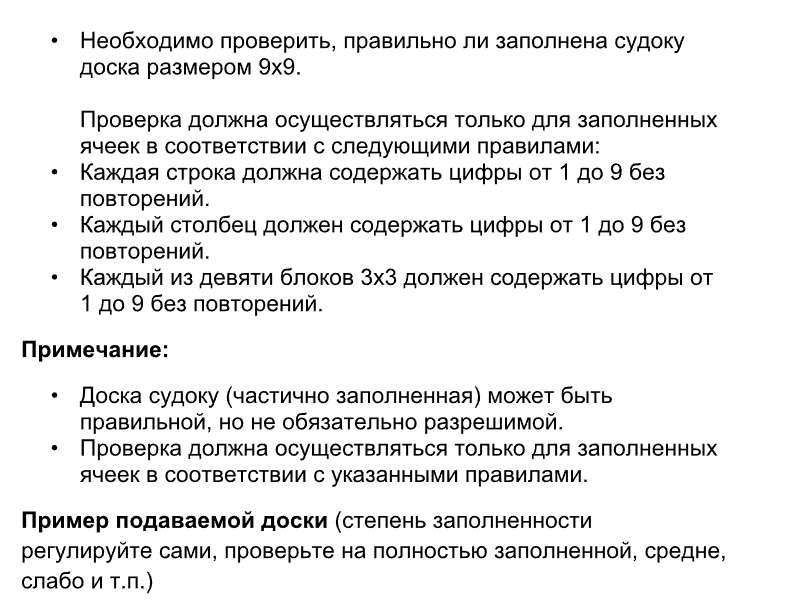 • Необходимо проверить, правильно ли заполнена судоку
доска размером 9x9.
Проверка должна осуществляться только для заполненных
ячеек в соответствии с следующими правилами:
• Каждая строка должна содержать цифры от 1 до 9 без
повторений.
• Каждый столбец должен содержать цифры от 1 до 9 без
повторений.
• Каждый из девяти блоков 3x3 должен содержать цифры от
1 до 9 без повторений.
Примечание:
• Доска судоку (частично заполненная) может быть
правильной, но не обязательно разрешимой.
• Проверка должна осуществляться только для заполненных
ячеек в соответствии с указанными правилами.
Пример подаваемой доски (степень заполненности
регулируйте сами, проверьте на полностью заполненной, средне,
слабо и т.п.)